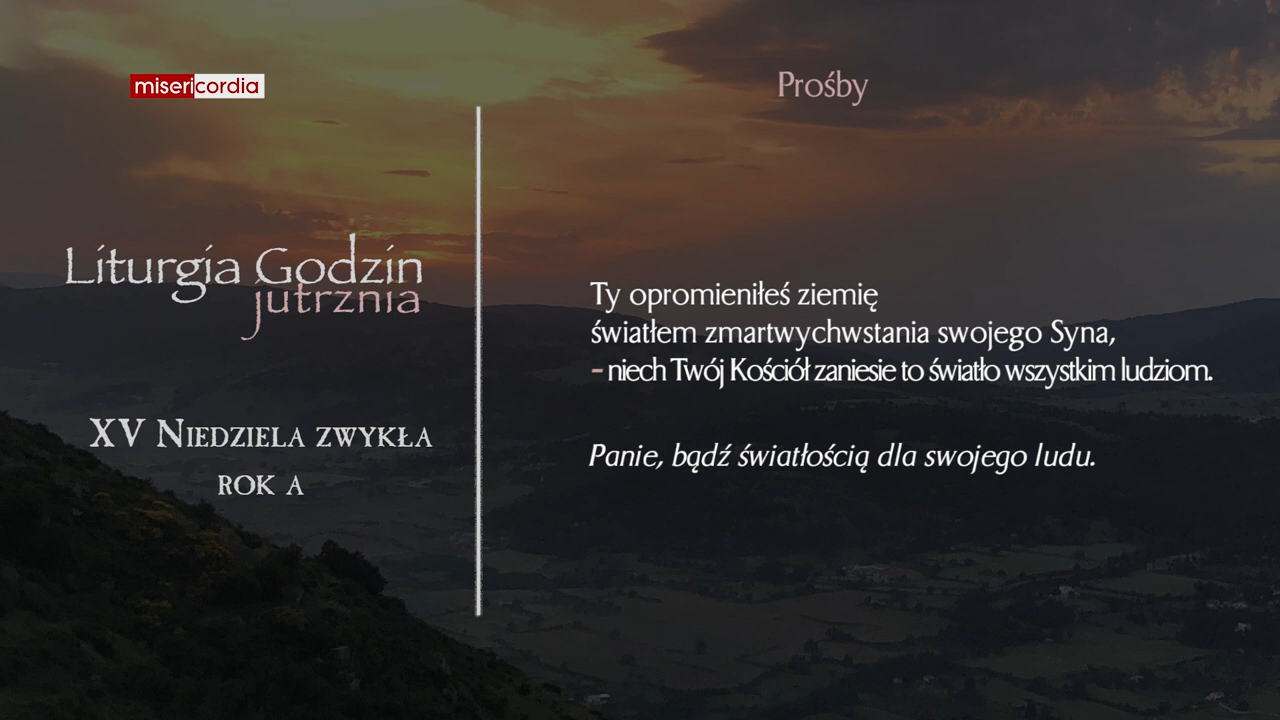 misericordia
Liturgia Godzin
jutrznia
XV Niedziela zwykła
rok A
Prośby
Ty opromieniłeś ziemię
światłem zmartwychwstania swojego Syna,
- niech Twój Kościół zaniesie to światło wszystkim ludziom.
Panie, bądź światłością dla swojego ludu.